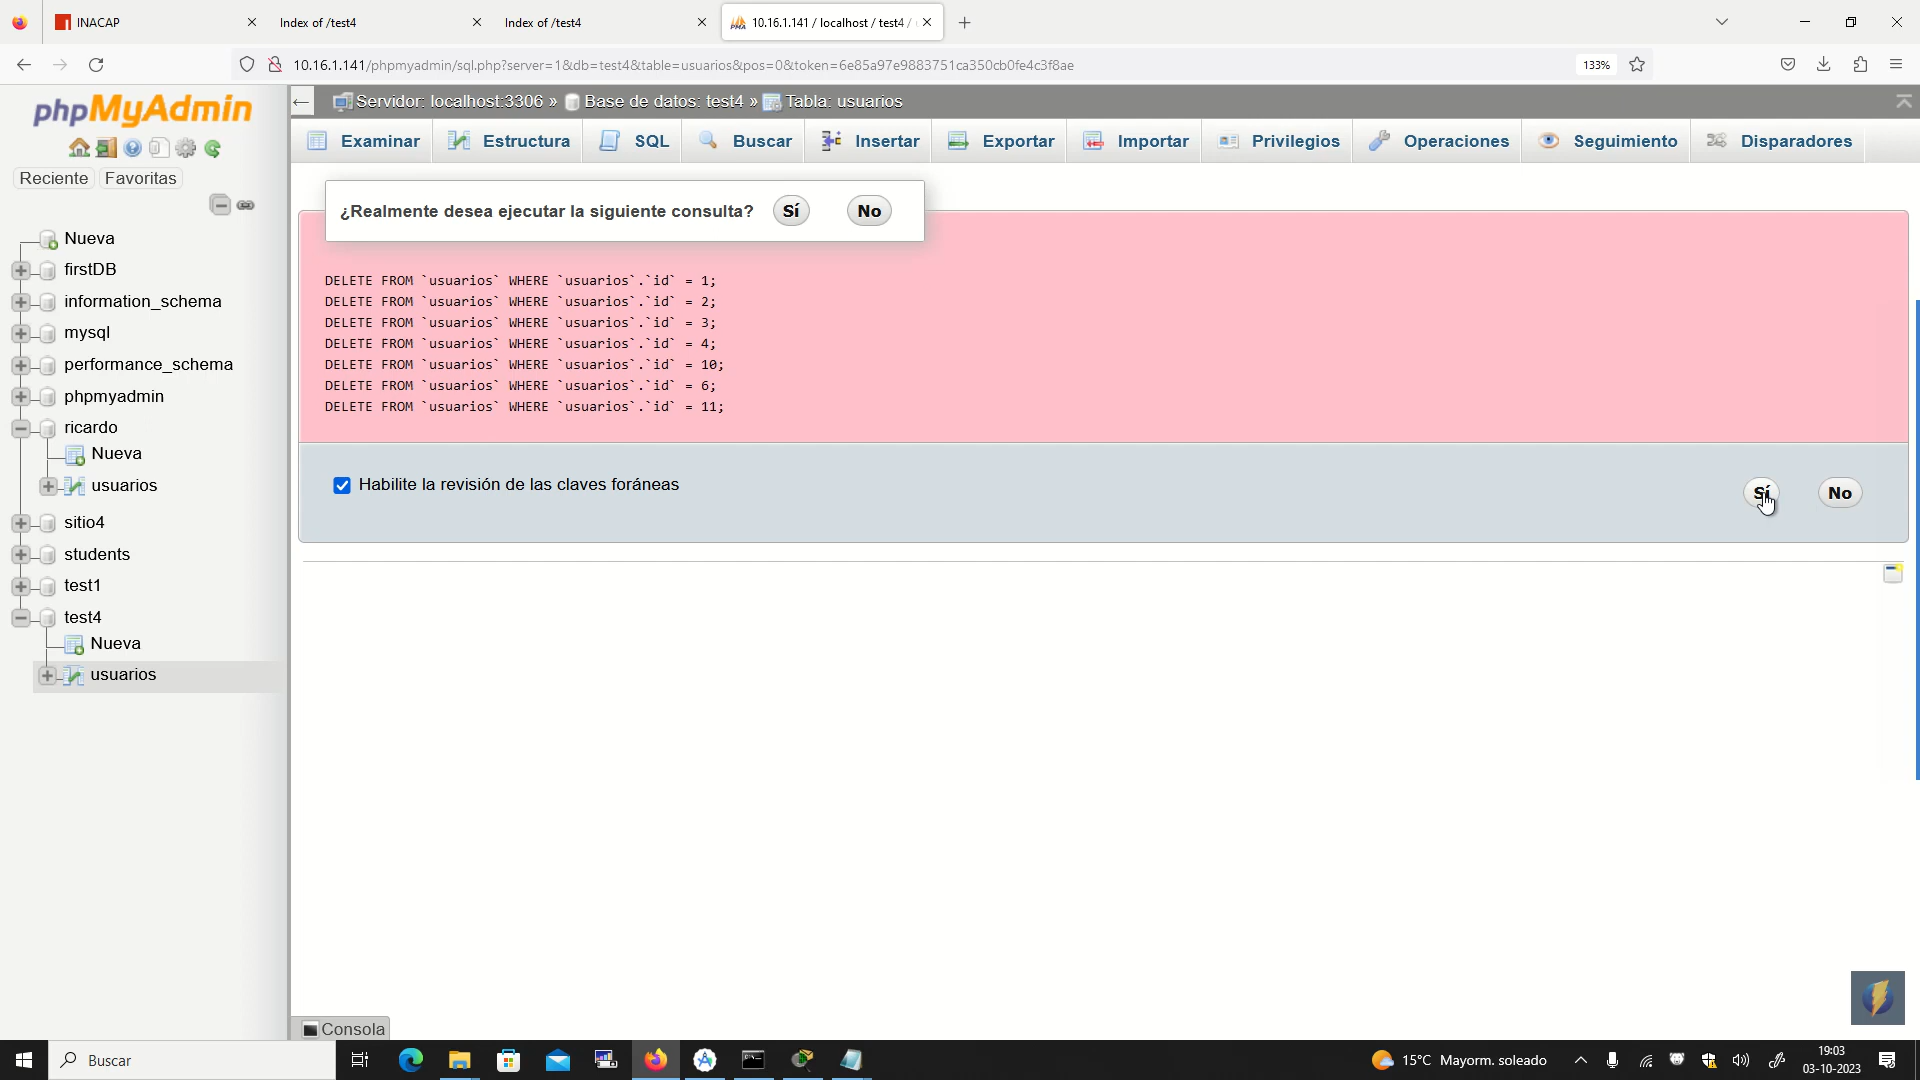 INACAP
Index of /test4
Index of /test4
10.16.1.141 / localhost / test4 /
10.16.1.141/phpmyadmin/sql.php?server=1&db=test4&table=usuarios&pos=0&token=6e85a97e9883751ca350cb0fe4c3f8ae
133%
phpMyAdmin
Reciente
Favoritas
Nueva
firstDB
information_schema
mysql
performance_schema
phpmyadmin
ricardo
Nueva
usuarios
sitio4
students
test1
test4
Nueva
usuarios
Servidor: localhost:3306 » Base de datos: test4 » Tabla: usuarios
Examinar
Estructura
SQL
Buscar
Insertar
Exportar
Importar
Privilegios
Operaciones
Seguimiento
Disparadores
¿Realmente desea ejecutar la siguiente consulta?
Sí
No
DELETE FROM `usuarios` WHERE `usuarios`.`id` = 1;
DELETE FROM `usuarios` WHERE `usuarios`.`id` = 2;
DELETE FROM `usuarios` WHERE `usuarios`.`id` = 3;
DELETE FROM `usuarios` WHERE `usuarios`.`id` = 4;
DELETE FROM `usuarios` WHERE `usuarios`.`id` = 10;
DELETE FROM `usuarios` WHERE `usuarios`.`id` = 6;
DELETE FROM `usuarios` WHERE `usuarios`.`id` = 11;
Habilite la revisión de las claves foráneas
Sí
No
Consola
Buscar
15°C Mayorm. soleado
19:03
03-10-2023